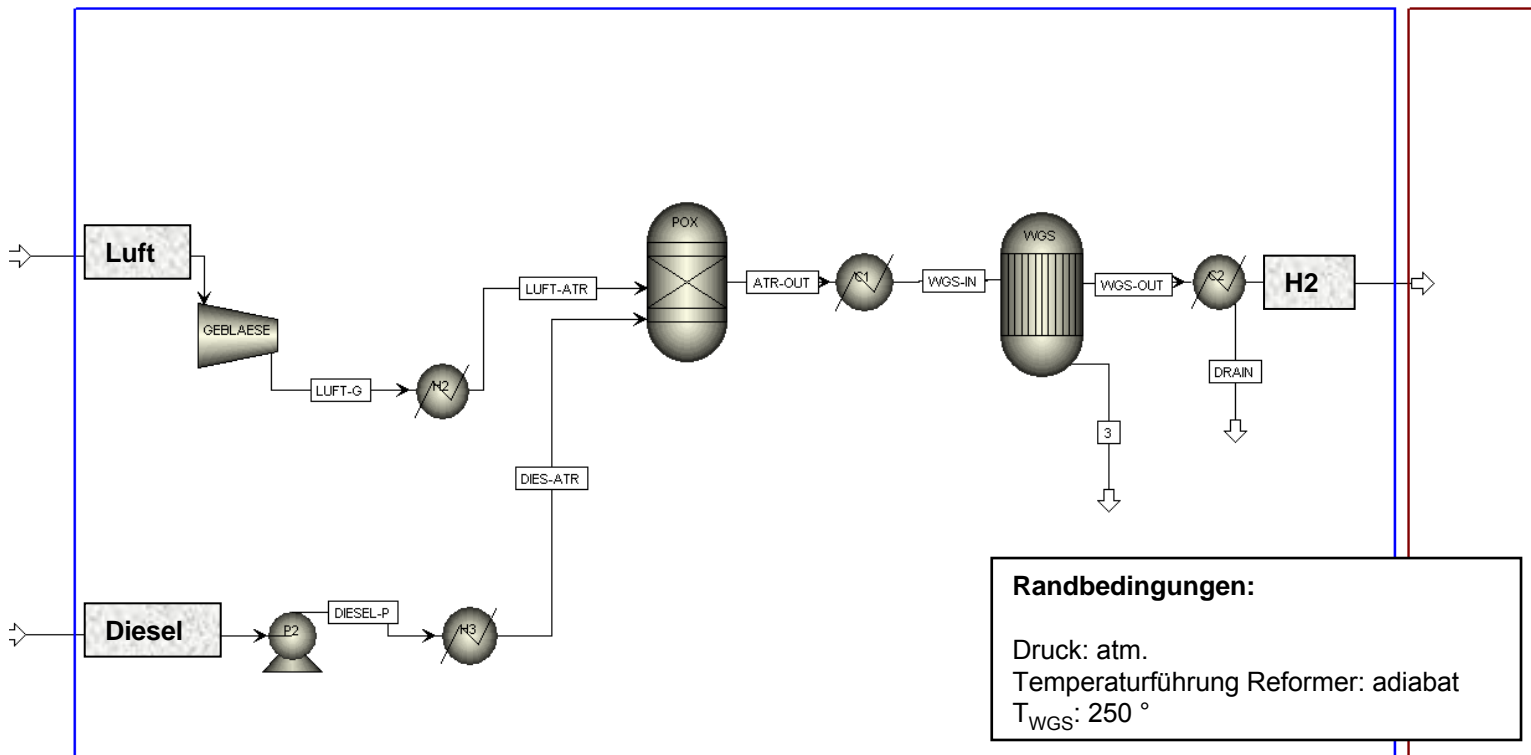 POX
WGS
Luft
LUFT-ATR
ATR-OUT
C1
WGS-IN
WGS-OUT
C2
H2
GEBLAESE
LUFT-G
H2
DRAIN
3
DIES-ATR
Diesel
P2
DIESEL-P
H3
Randbedingungen:
Druck: atm.
Temperaturführung Reformer: adiabat
TWGS: 250 °